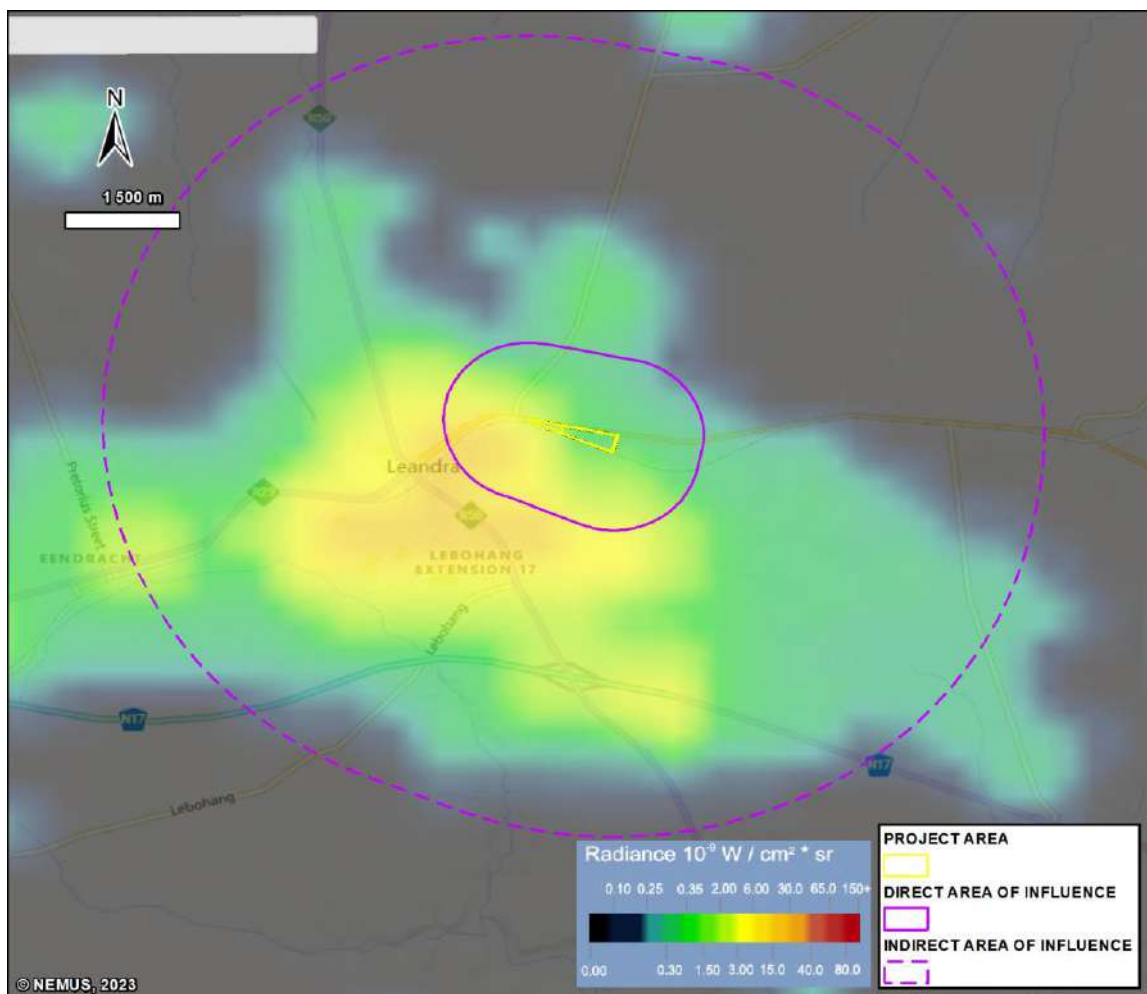 N
1 500 m
Leandra
Pretorius Street
EENDRACHT
LEBOHANG
EXTENSION 17
Lebohang
N17
N17
Lebohang
Radiance 10⁻⁹ W / cm² * sr
0.10 0.25 0.35 2.00 6.00 30.0 65.0 150+
0.00 0.30 1.50 3.00 15.0 40.0 80.0
PROJECT AREA
DIRECT AREA OF INFLUENCE
INDIRECT AREA OF INFLUENCE
© NEMUS, 2023